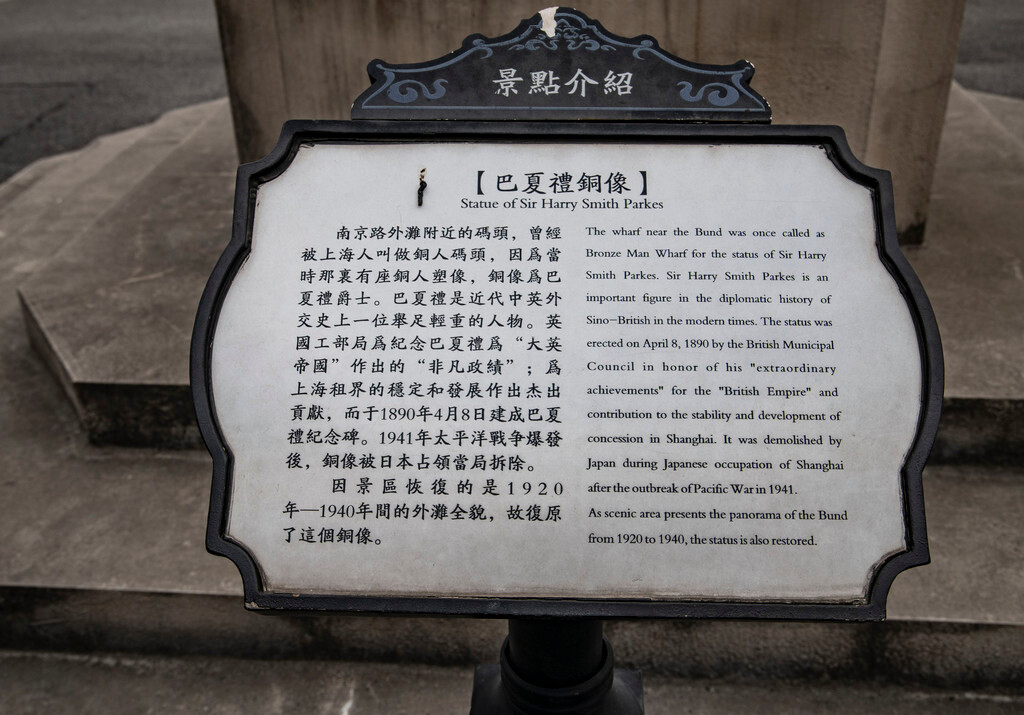 景點介紹
【巴夏禮銅像】
Statue of Sir Harry Smith Parkes
南京路外灘附近的碼頭，曾經
被上海人叫做銅人碼頭，因爲當
時那裏有座銅人塑像，銅像爲巴
夏禮爵士。巴夏禮是近代中英外
交史上一位舉足輕重的人物。英
國工部局爲紀念巴夏禮爲“大英
帝國”作出的“非凡政績”；爲
上海租界的穩定和發展作出杰出
貢獻，而于1890年4月8日建成巴夏
禮紀念碑。1941年太平洋戰争爆發
後，銅像被日本占領當局拆除。
因景區恢復的是1920
年—1940年間的外灘全貌，故復原
了這個銅像。
The wharf near the Bund was once called as
Bronze Man Wharf for the status of Sir Harry
Smith Parkes. Sir Harry Smith Parkes is an
important figure in the diplomatic history of
Sino-British in the modern times. The status was
erected on April 8, 1890 by the British Municipal
Council in honor of his "extraordinary
achievements" for the "British Empire" and
contribution to the stability and development of
concession in Shanghai. It was demolished by
Japan during Japanese occupation of Shanghai
after the outbreak of Pacific War in 1941.
As scenic area presents the panorama of the Bund
from 1920 to 1940, the status is also restored.